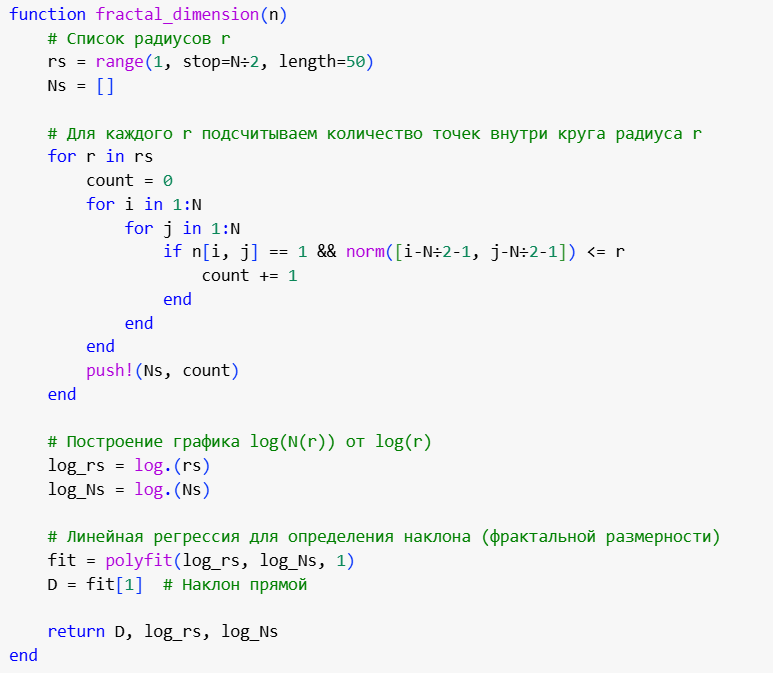 function fractal_dimension(n)
    # Список радиусов r
    rs = range(1, stop=N÷2, length=50)
    Ns = []

    # Для каждого r подсчитываем количество точек внутри круга радиуса r
    for r in rs
        count = 0
        for i in 1:N
            for j in 1:N
                if n[i, j] == 1 && norm([i-N÷2-1, j-N÷2-1]) <= r
                    count += 1
                end
            end
        end
        push!(Ns, count)
    end

    # Построение графика log(N(r)) от log(r)
    log_rs = log.(rs)
    log_Ns = log.(Ns)

    # Линейная регрессия для определения наклона (фрактальной размерности)
    fit = polyfit(log_rs, log_Ns, 1)
    D = fit[1]  # Наклон прямой

    return D, log_rs, log_Ns
end